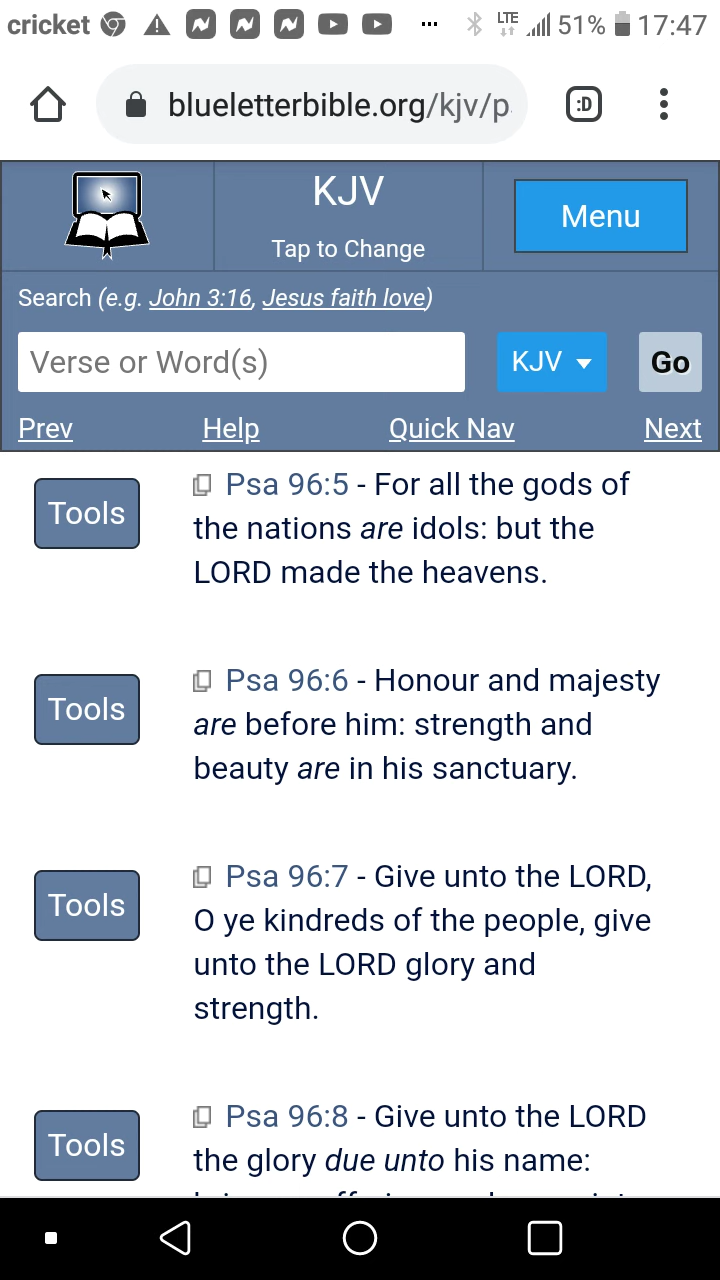 cricket ... LTE 51% 17:47
blueletterbible.org/kjv/p
:D
KJV
Tap to Change
Menu
Search (e.g. John 3:16, Jesus faith love)
Verse or Word(s)
KJV
Go
Prev Help Quick Nav Next
Tools
Psa 96:5 - For all the gods of
the nations are idols: but the
LORD made the heavens.
Tools
Psa 96:6 - Honour and majesty
are before him: strength and
beauty are in his sanctuary.
Tools
Psa 96:7 - Give unto the LORD,
O ye kindreds of the people, give
unto the LORD glory and
strength.
Tools
Psa 96:8 - Give unto the LORD
the glory due unto his name: